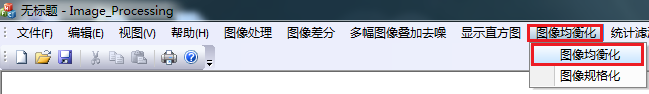 无标题 - Image_Processing
文件(F) 编辑(E) 视图(V) 帮助(H) 图像处理 图像差分 多幅图像叠加去噪 显示直方图 图像均衡化 统计滤
图像均衡化
图像规格化